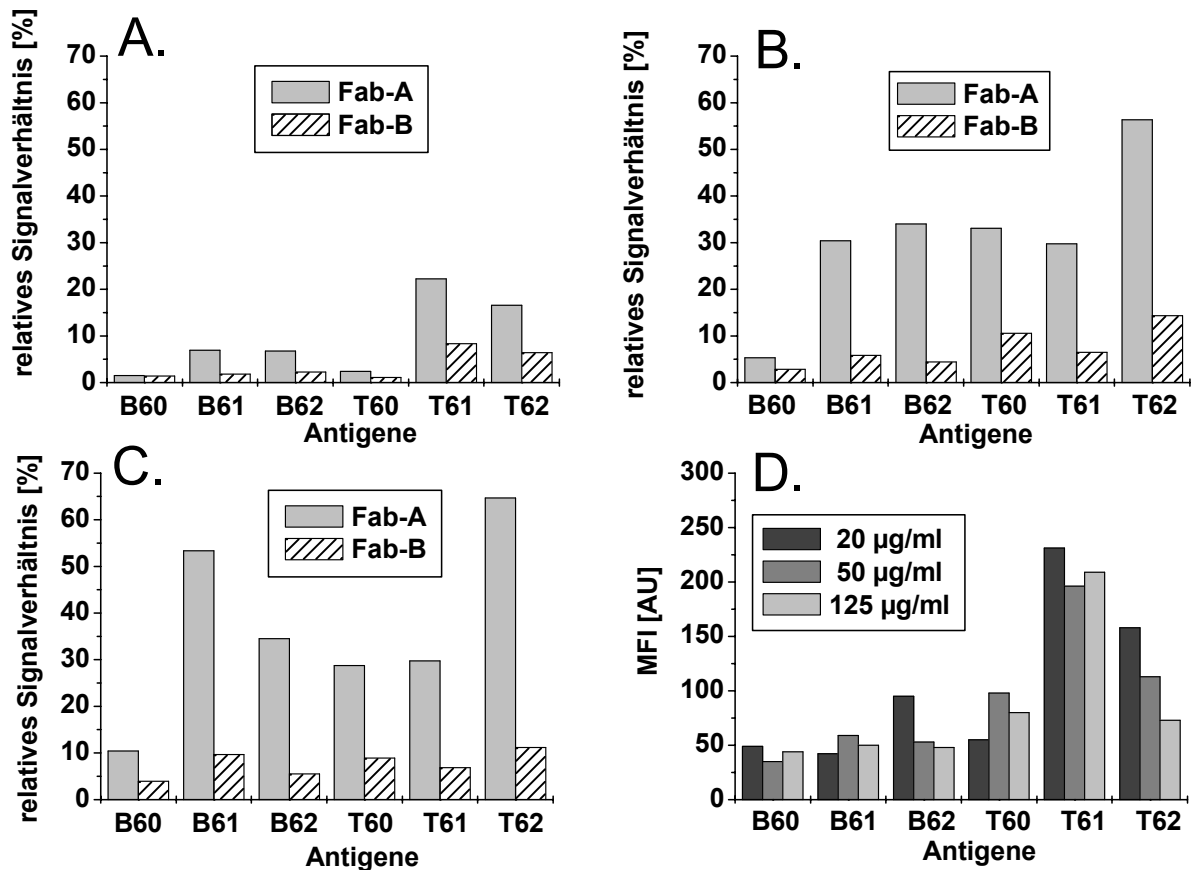 A.
relatives Signalverhältnis [%]
70
60
50
40
30
20
10
0
Fab-A
Fab-B
B60 B61 B62 T60 T61 T62
Antigene
B.
relatives Signalverhältnis [%]
70
60
50
40
30
20
10
0
Fab-A
Fab-B
B60 B61 B62 T60 T61 T62
Antigene
C.
relatives Signalverhältnis [%]
70
60
50
40
30
20
10
0
Fab-A
Fab-B
B60 B61 B62 T60 T61 T62
Antigene
D.
MFI [AU]
300
250
200
150
100
50
0
20 µg/ml
50 µg/ml
125 µg/ml
B60 B61 B62 T60 T61 T62
Antigene